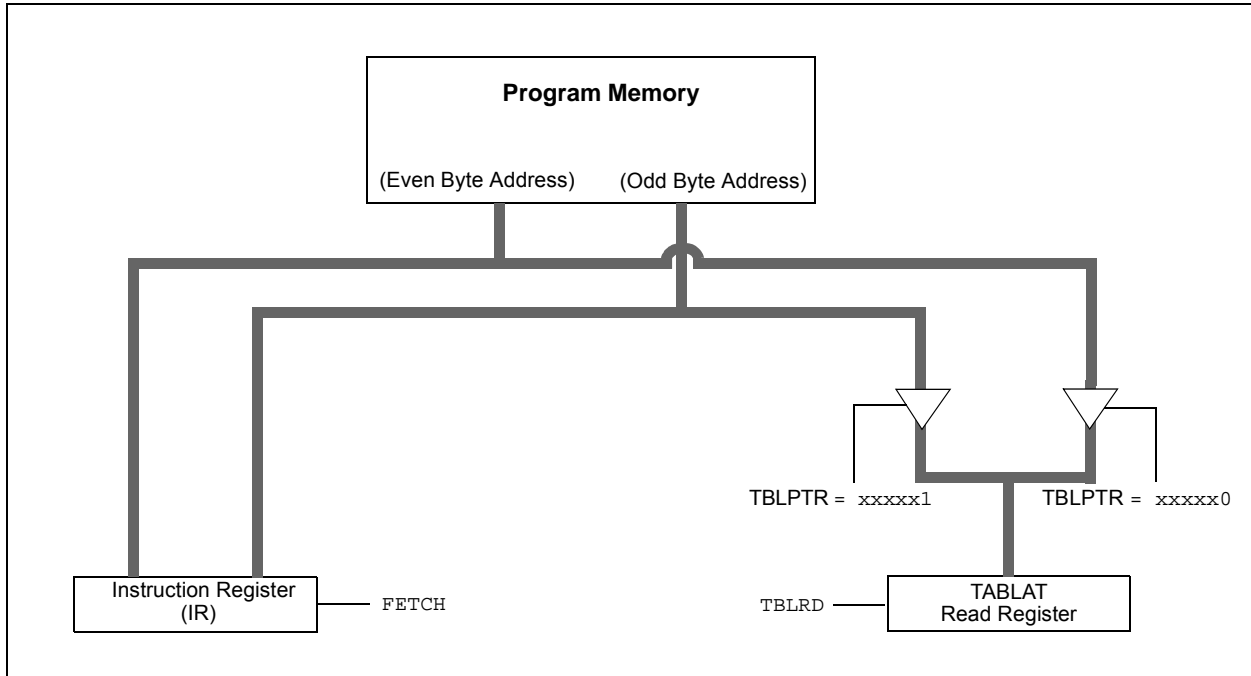 Program Memory
(Even Byte Address) (Odd Byte Address)
TBLPTR = xxxxx1 TBLPTR = xxxxx0
Instruction Register
(IR)
FETCH
TBLRD
TABLAT
Read Register